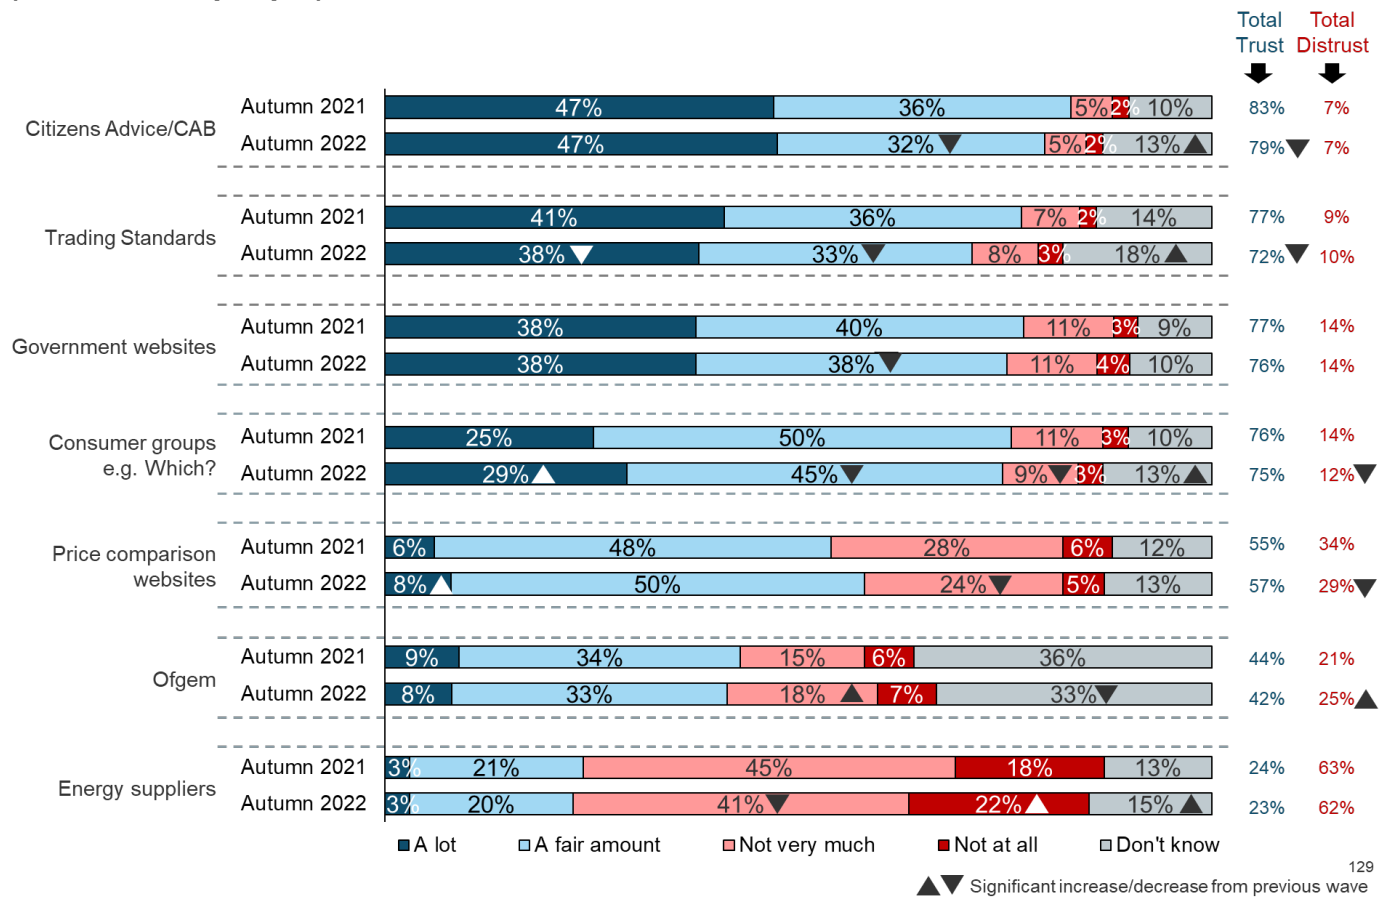 Total Total
Trust Distrust
Citizens Advice/CAB
Autumn 2021 47% 36% 5% 2% 10% 83% 7%
Autumn 2022 47% 32% 5% 2% 13% 79% 7%
Trading Standards
Autumn 2021 41% 36% 7% 2% 14% 77% 9%
Autumn 2022 38% 33% 8% 3% 18% 72% 10%
Government websites
Autumn 2021 38% 40% 11% 3% 9% 77% 14%
Autumn 2022 38% 38% 11% 4% 10% 76% 14%
Consumer groups
e.g. Which?
Autumn 2021 25% 50% 11% 3% 10% 76% 14%
Autumn 2022 29% 45% 9% 3% 13% 75% 12%
Price comparison
websites
Autumn 2021 6% 48% 28% 6% 12% 55% 34%
Autumn 2022 8% 50% 24% 5% 13% 57% 29%
Ofgem
Autumn 2021 9% 34% 15% 6% 36% 44% 21%
Autumn 2022 8% 33% 18% 7% 33% 42% 25%
Energy suppliers
Autumn 2021 3% 21% 45% 18% 13% 24% 63%
Autumn 2022 3% 20% 41% 22% 15% 23% 62%
A lot A fair amount Not very much Not at all Don't know
129
Significant increase/decrease from previous wave